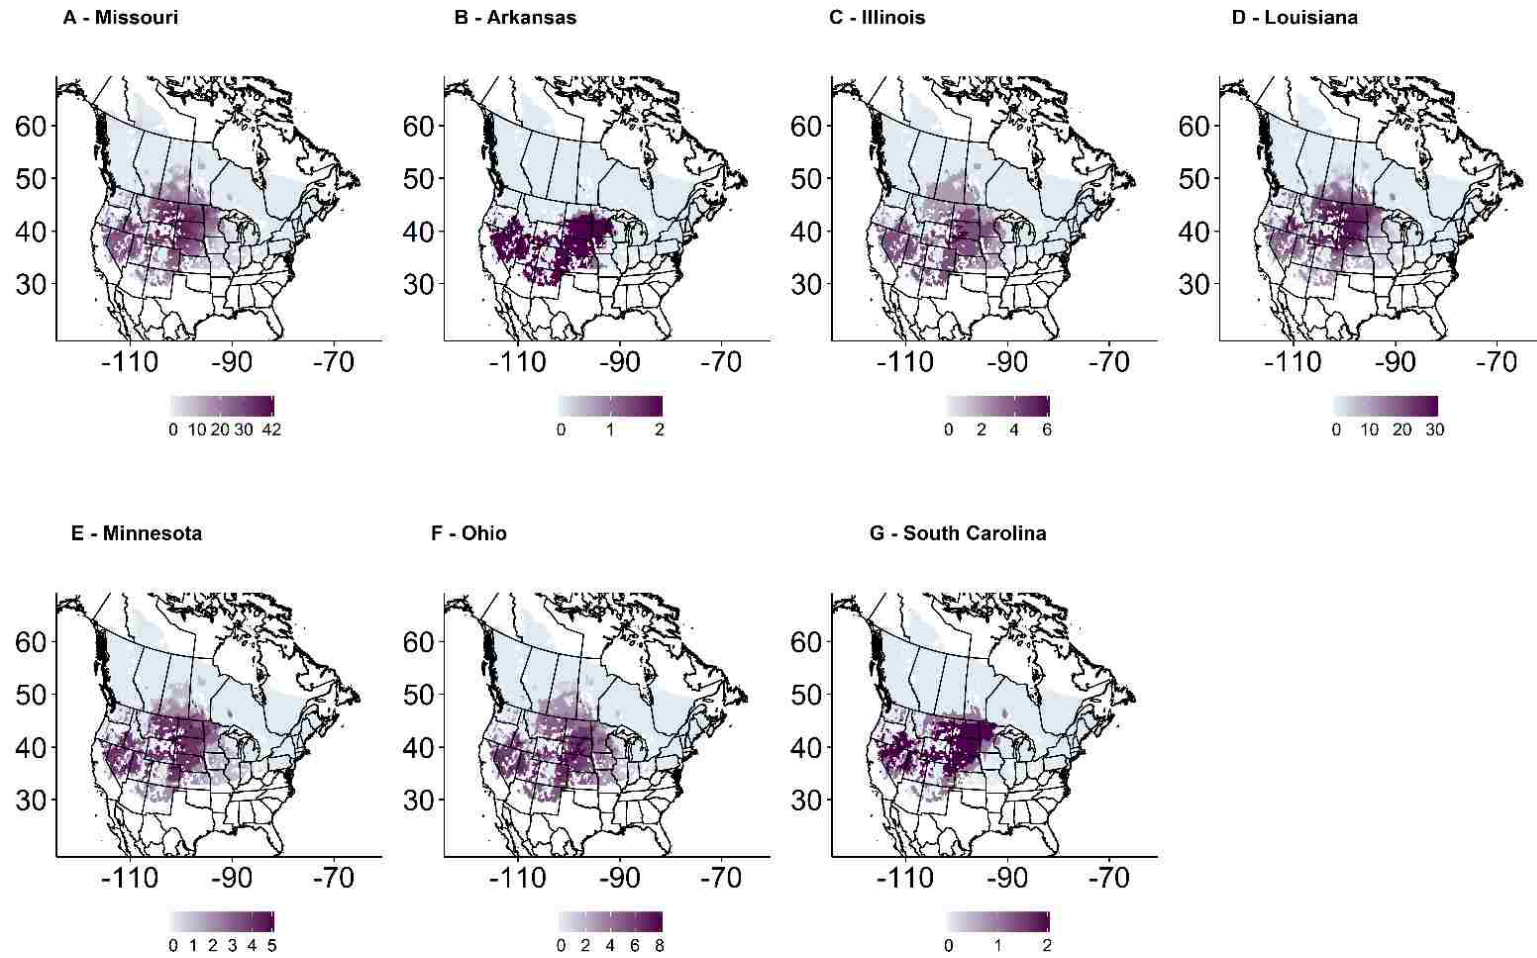 A - Missouri B - Arkansas C - Illinois D - Louisiana
60 60 60 60
50 50 50 50
40 40 40 40
30 30 30 30
-110 -90 -70 -110 -90 -70 -110 -90 -70 -110 -90 -70
0 10 20 30 42 0 1 2 0 2 4 6 0 10 20 30
E - Minnesota F - Ohio G - South Carolina
60 60 60
50 50 50
40 40 40
30 30 30
-110 -90 -70 -110 -90 -70 -110 -90 -70
0 1 2 3 4 5 0 2 4 6 8 0 1 2